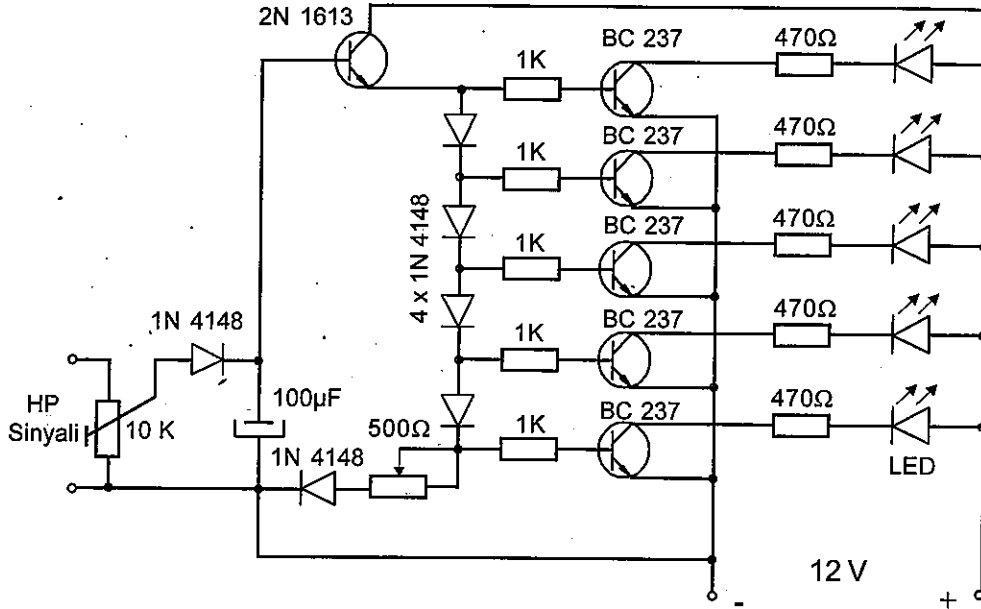 2N 1613
1K
BC 237
470Ω
1K
BC 237
470Ω
1K
BC 237
470Ω
4 x 1N 4148
1K
BC 237
470Ω
1N 4148
HP
Sinyali
10 K
100µF
500Ω
1K
BC 237
470Ω
1N 4148
LED
12 V
-
+